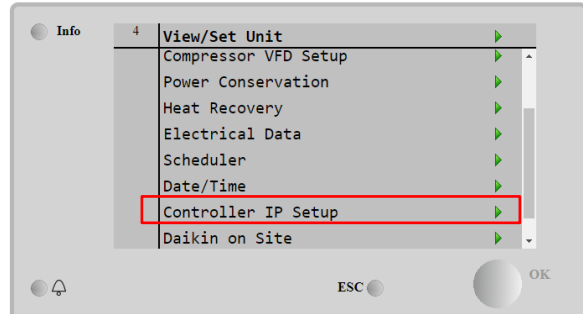 Info
4
View/Set Unit
Compressor VFD Setup
Power Conservation
Heat Recovery
Electrical Data
Scheduler
Date/Time
Controller IP Setup
Daikin on Site
ESC
OK